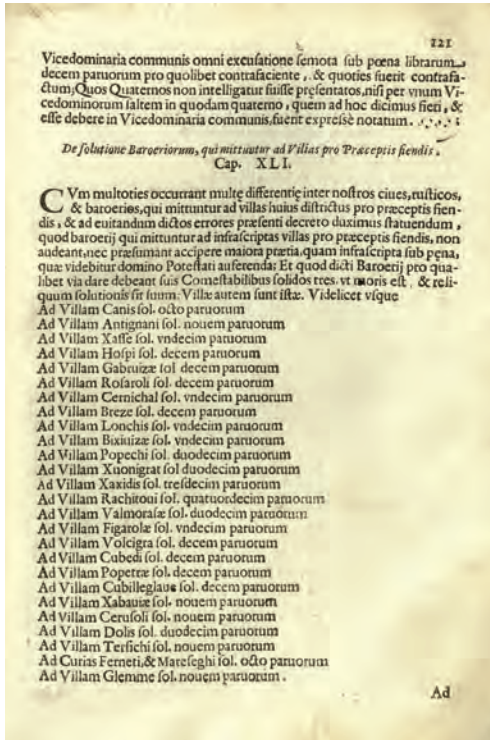 121
Vicedominaria communis omni excusatione semota sub pœna librarum
decem paruorum pro quolibet contrafaciente, & quoties fuerit contrafa-
ctum; Quos Quaternos non intelligatur fuisse presentatos, nisi per vnum Vi-
cedominorum saltem in quodam quaterno, quem ad hoc dicimus fieri, &
esse debere in Vicedominaria communis, fuent expressè notatum.
De solutione Baroeriorum, qui mittuntur ad Villas pro Præceptis fiendis.
Cap. XLI.
CVm multoties occurrant multę differentię inter nostros ciues, rusticos,
& baroerios, qui mittuntur ad villas huius districtus pro præceptis fien-
dis, & ad euitandum dictos errores præsenti decreto duximus statuendum,
quod baroerij qui mittuntur ad infrascriptas villas pro præceptis fiendis, non
audeant, nec præsumant accipere maiora prætia, quam infrascripta sub pena,
quæ videbitur domino Potestati auferenda: Et quod dicti Baroerij pro qua-
libet via dare debeant suis Comestabilibus solidos tres. vt moris est, & reli-
quum solutionis sit suum: Villæ autem sunt istæ. Videlicet vsque
Ad Villam Canis sol. octo paruorum
Ad Villam Antignani sol. nouem paruorum
Ad Villam Xasse sol. vndecim paruorum
Ad Villam Hospi sol. decem paruorum
Ad Villam Gabruizæ sol decem paruorum
Ad Villam Rosaroli sol. decem paruorum
Ad Villam Cernichal sol. vndecim paruorum
Ad Villam Breze sol. decem paruorum
Ad Villam Lonchis sol. vndecim paruorum
Ad Villam Bixiuizæ sol. vndecim paruorum
Ad Villam Popechi sol. duodecim paruorum
Ad Villam Xuonigrat sol duodecim paruorum
Ad Villam Xaxidis sol. tresdecim paruorum
Ad Villam Rachitoui sol. quatuordecim paruorum
Ad Villam Valmorasæ sol. duodecim paruorum
Ad Villam Figarolæ sol. vndecim paruorum
Ad Villam Volcigra sol. decem paruorum
Ad Villam Cubedi sol. decem paruorum
Ad Villam Popetræ sol. decem paruorum
Ad Villam Cubilleglaue sol. decem paruorum
Ad Villam Xabauiæ sol. nouem paruorum
Ad Villam Cerusoli sol. nouem paruorum
Ad Villam Dolis sol. duodecim paruorum
Ad Villam Tersichi sol. nouem paruorum
Ad Curias Ferneti, & Mareseghi sol. octo paruorum
Ad Villam Glemme sol. nouem paruorum.
Ad